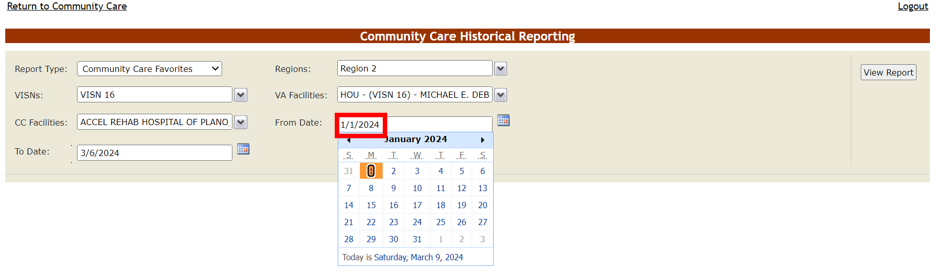 Return to Community Care Logout
Community Care Historical Reporting
Report Type: Community Care Favorites Regions: Region 2 View Report
VISNs: VISN 16 VA Facilities: HOU - (VISN 16) - MICHAEL E. DEB
CC Facilities: ACCEL REHAB HOSPITAL OF PLANO, From Date: 1/1/2024
To Date: 3/6/2024
January 2024
S M T W T F S
31 1 2 3 4 5 6
7 8 9 10 11 12 13
14 15 16 17 18 19 20
21 22 23 24 25 26 27
28 29 30 31 1 2 3
Today is Saturday, March 9, 2024